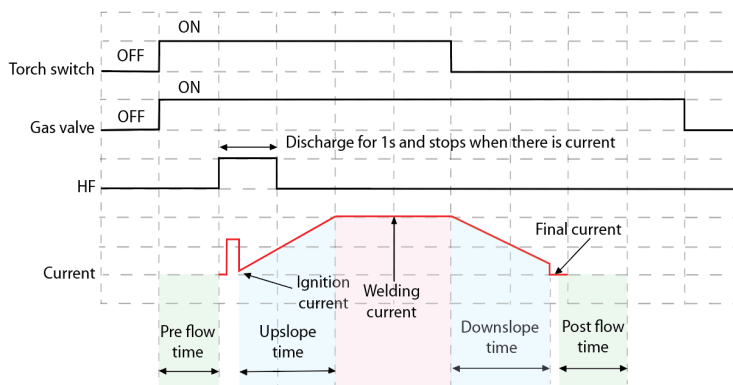 ON
OFF
Torch switch
ON
OFF
Gas valve
Discharge for 1s and stops when there is current
HF
Final current
Current
Ignition
current
Welding
current
Pre flow
time
Upslope
time
Downslope
time
Post flow
time